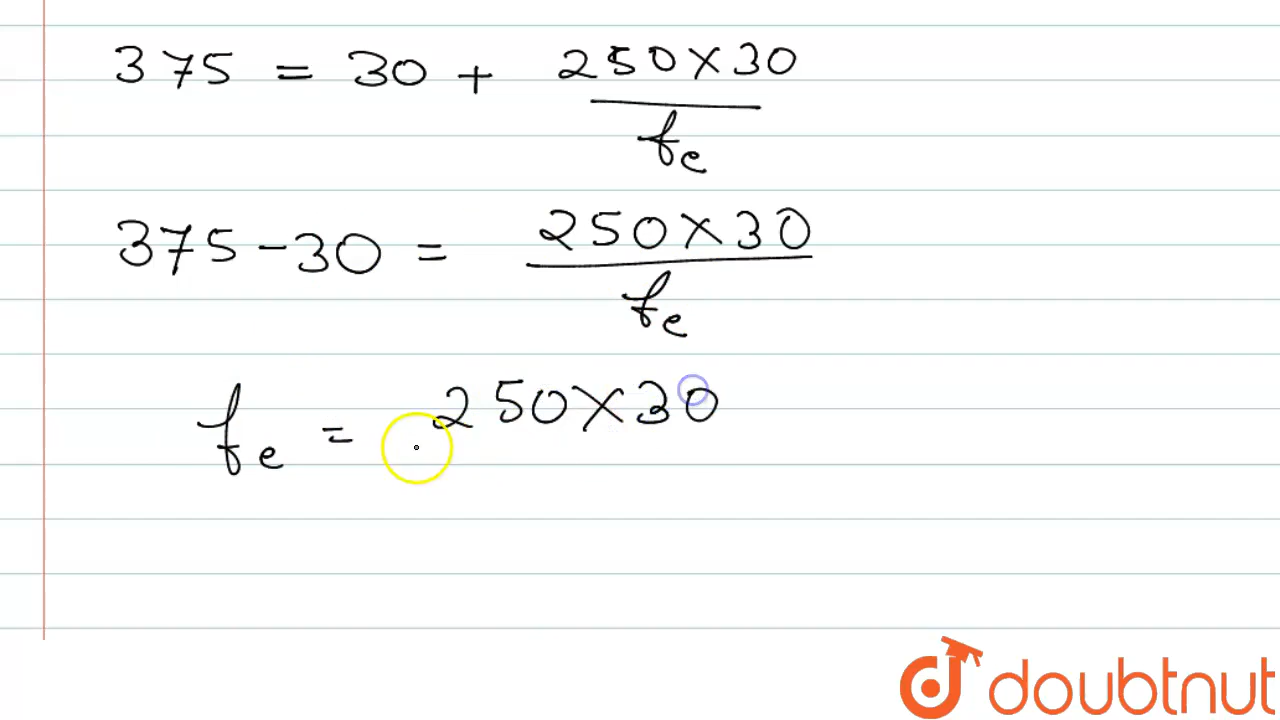 375 = 30 + 250×30
fe
375-30 = 250×30
fe
fe = 250×30
doubtnut